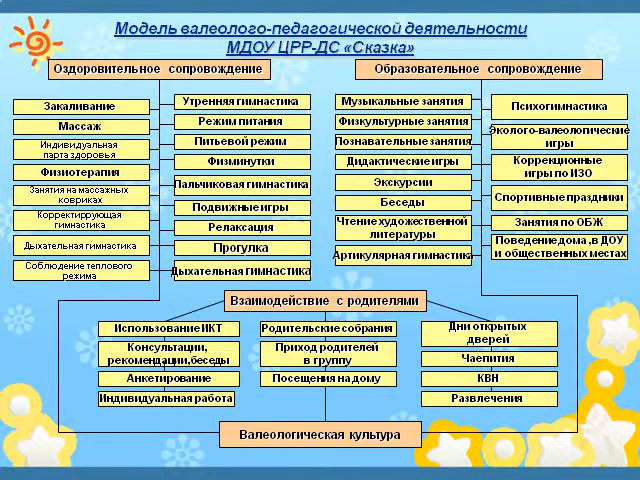 Модель валеолого-педагогической деятельности
МДОУ ЦРР-ДС «Сказка»
Оздоровительное сопровождение
Закаливание
Массаж
Индивидуальная
парта здоровья
Физиотерапия
Занятия на массажных
ковриках
Корректирующая
гимнастика
Дыхательная гимнастика
Соблюдение теплового
режима
Утренняя гимнастика
Режим питания
Питьевой режим
Физминутки
Пальчиковая гимнастика
Подвижные игры
Релаксация
Прогулка
Дыхательная гимнастика
Образовательное сопровождение
Музыкальные занятия
Физкультурные занятия
Познавательные занятия
Дидактические игры
Экскурсии
Беседы
Чтение художественной
литературы
Артикулярная гимнастика
Психогимнастика
Эколого-валеологические
игры
Коррекционные
игры по ИЗО
Спортивные праздники
Занятия по ОБЖ
Поведение дома ,в ДОУ
и общественных местах
Взаимодействие с родителями
Использование ИКТ
Консультации,
рекомендации,беседы
Анкетирование
Индивидуальная работа
Родительские собрания
Приход родителей
в группу
Посещения на дому
Дни открытых
дверей
Чаепития
КВН
Развлечения
Валеологическая культура